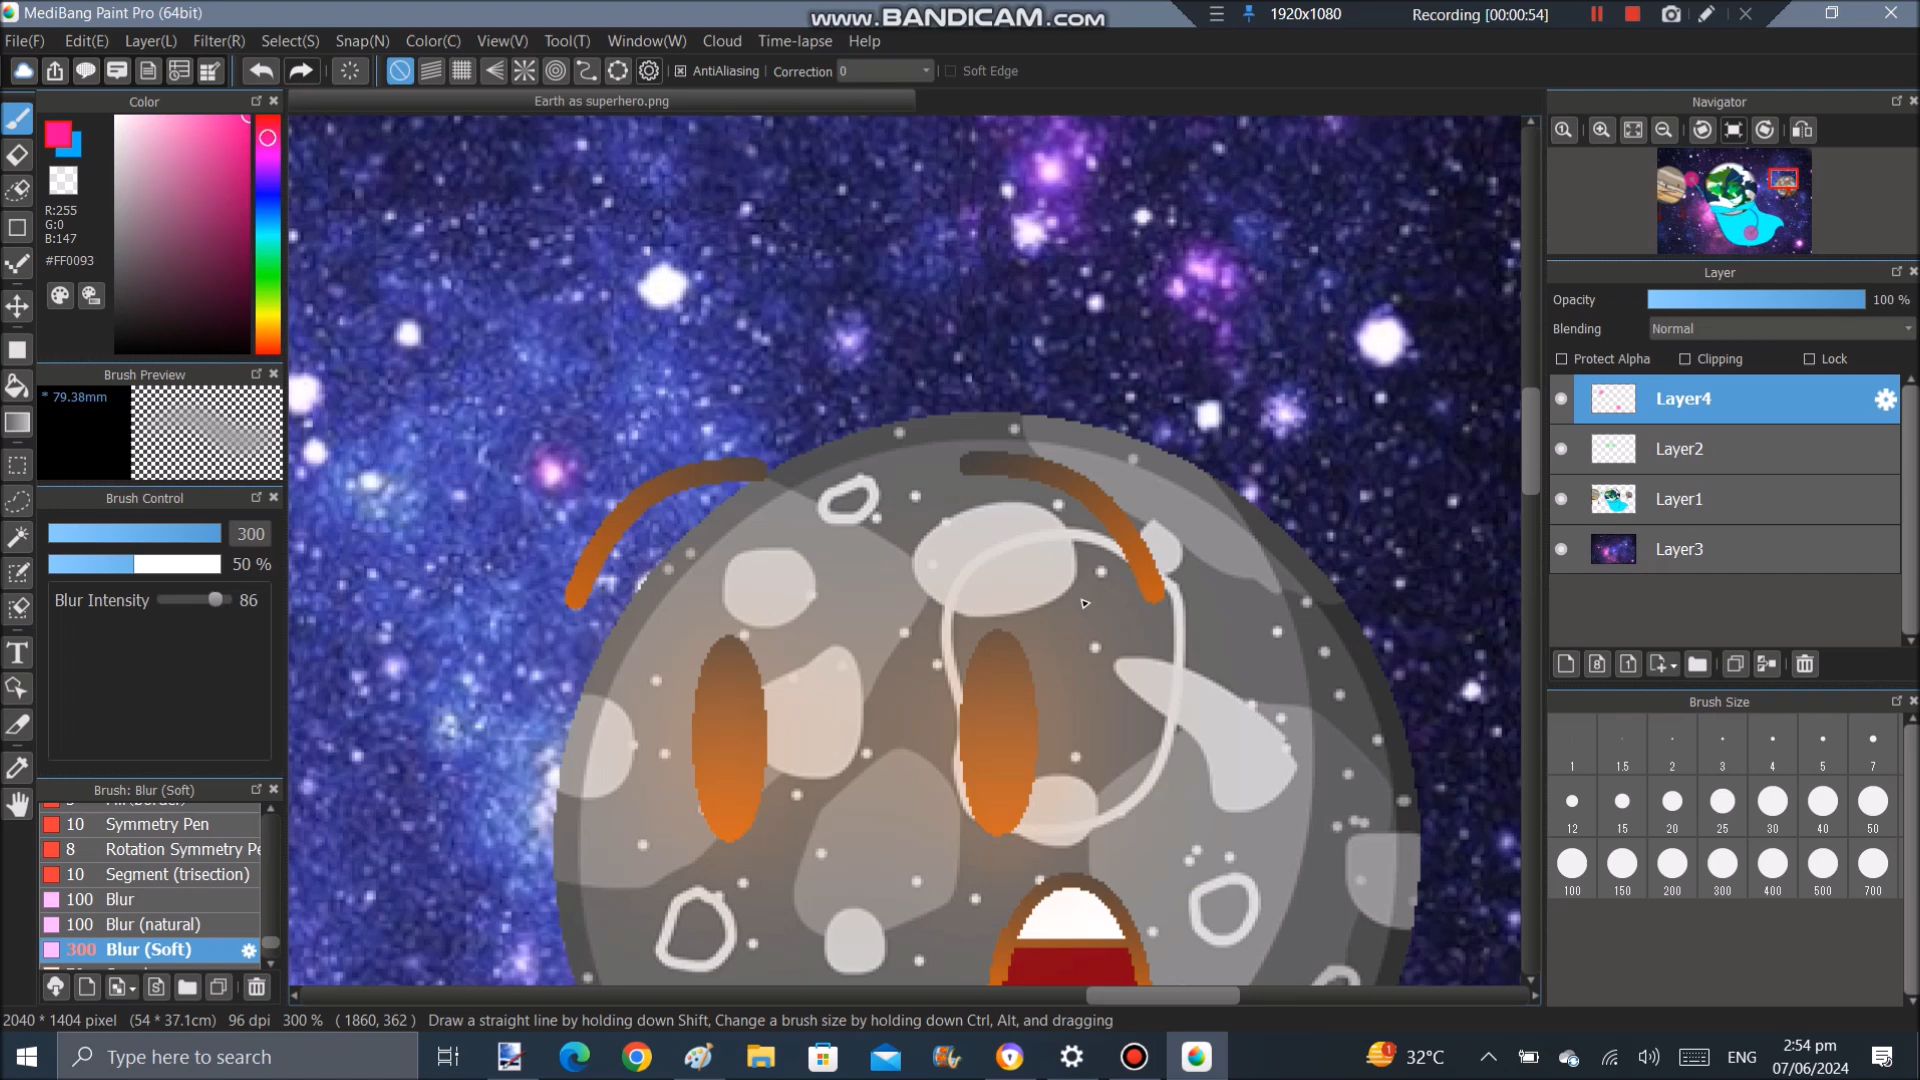 MediBang Paint Pro (64bit)
www.BANDICAM.com
1920x1080
Recording [00:00:54]
File(F) Edit(E) Layer(L) Filter(R) Select(S) Snap(N) Color(C) View(V) Tool(T) Window(W) Cloud Time-lapse Help
AntiAliasing Correction 0 Soft Edge
Color
Earth as superhero.png
Navigator
R:255
G:0
B:147
#FF0093
Layer
Opacity 100 %
Blending Normal
Protect Alpha Clipping Lock
Brush Preview
* 79.38mm
Layer4
Layer2
Layer1
Layer3
Brush Control
300
50 %
Blur Intensity 86
Brush Size
1 1.5 2 3 4 5 7
12 15 20 25 30 40 50
100 150 200 300 400 500 700
Brush: Blur (Soft)
10 Symmetry Pen
8 Rotation Symmetry Pe
10 Segment (trisection)
100 Blur
100 Blur (natural)
300 Blur (Soft)
2040 * 1404 pixel (54 * 37.1cm) 96 dpi 300 % ( 1860, 362 ) Draw a straight line by holding down Shift, Change a brush size by holding down Ctrl, Alt, and dragging
Type here to search
32°C
ENG
2:54 pm
07/06/2024